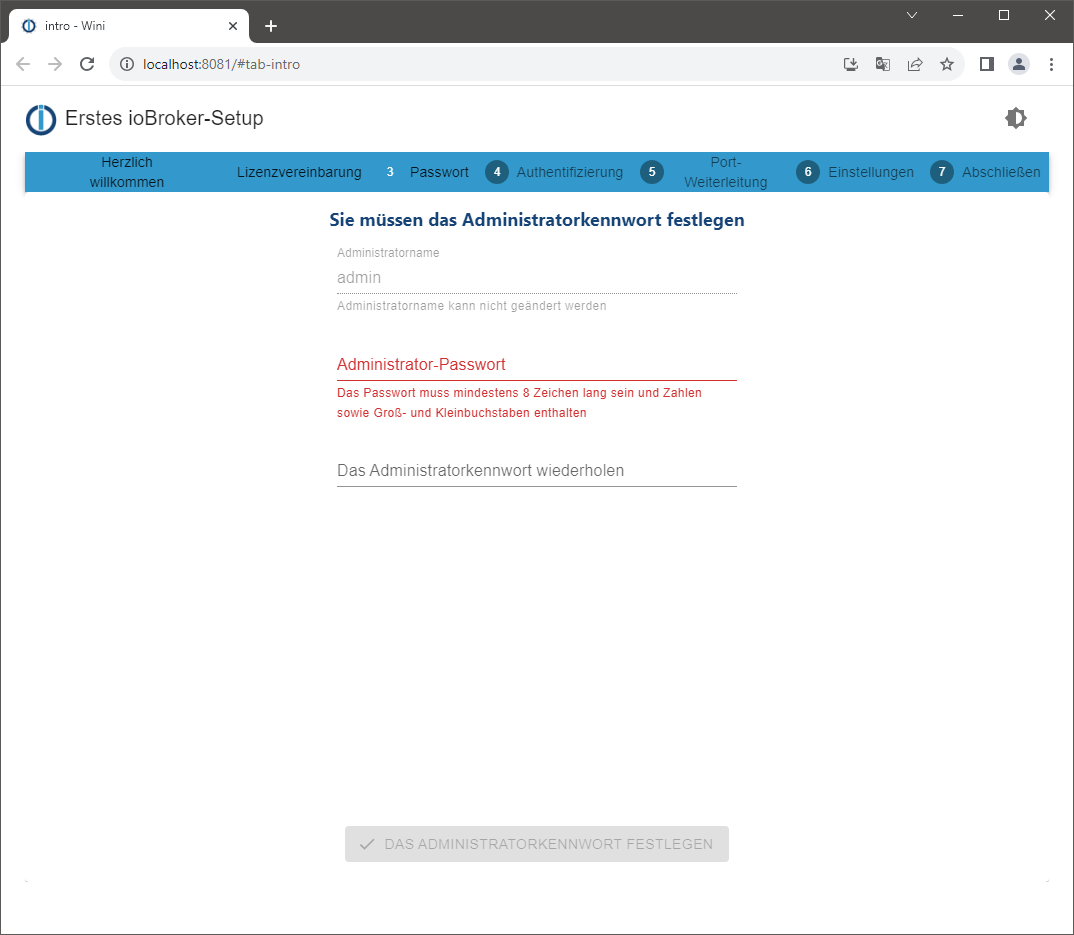 intro - Wini
localhost:8081/#tab-intro
Erstes ioBroker-Setup
Herzlich
willkommen
Lizenzvereinbarung
3 Passwort
4 Authentifizierung
5 Port-
Weiterleitung
6 Einstellungen
7 Abschließen
Sie müssen das Administratorkennwort festlegen
Administratorname
admin
Administratorname kann nicht geändert werden
Administrator-Passwort
Das Passwort muss mindestens 8 Zeichen lang sein und Zahlen
sowie Groß- und Kleinbuchstaben enthalten
Das Administratorkennwort wiederholen
DAS ADMINISTRATORKENNWORT FESTLEGEN